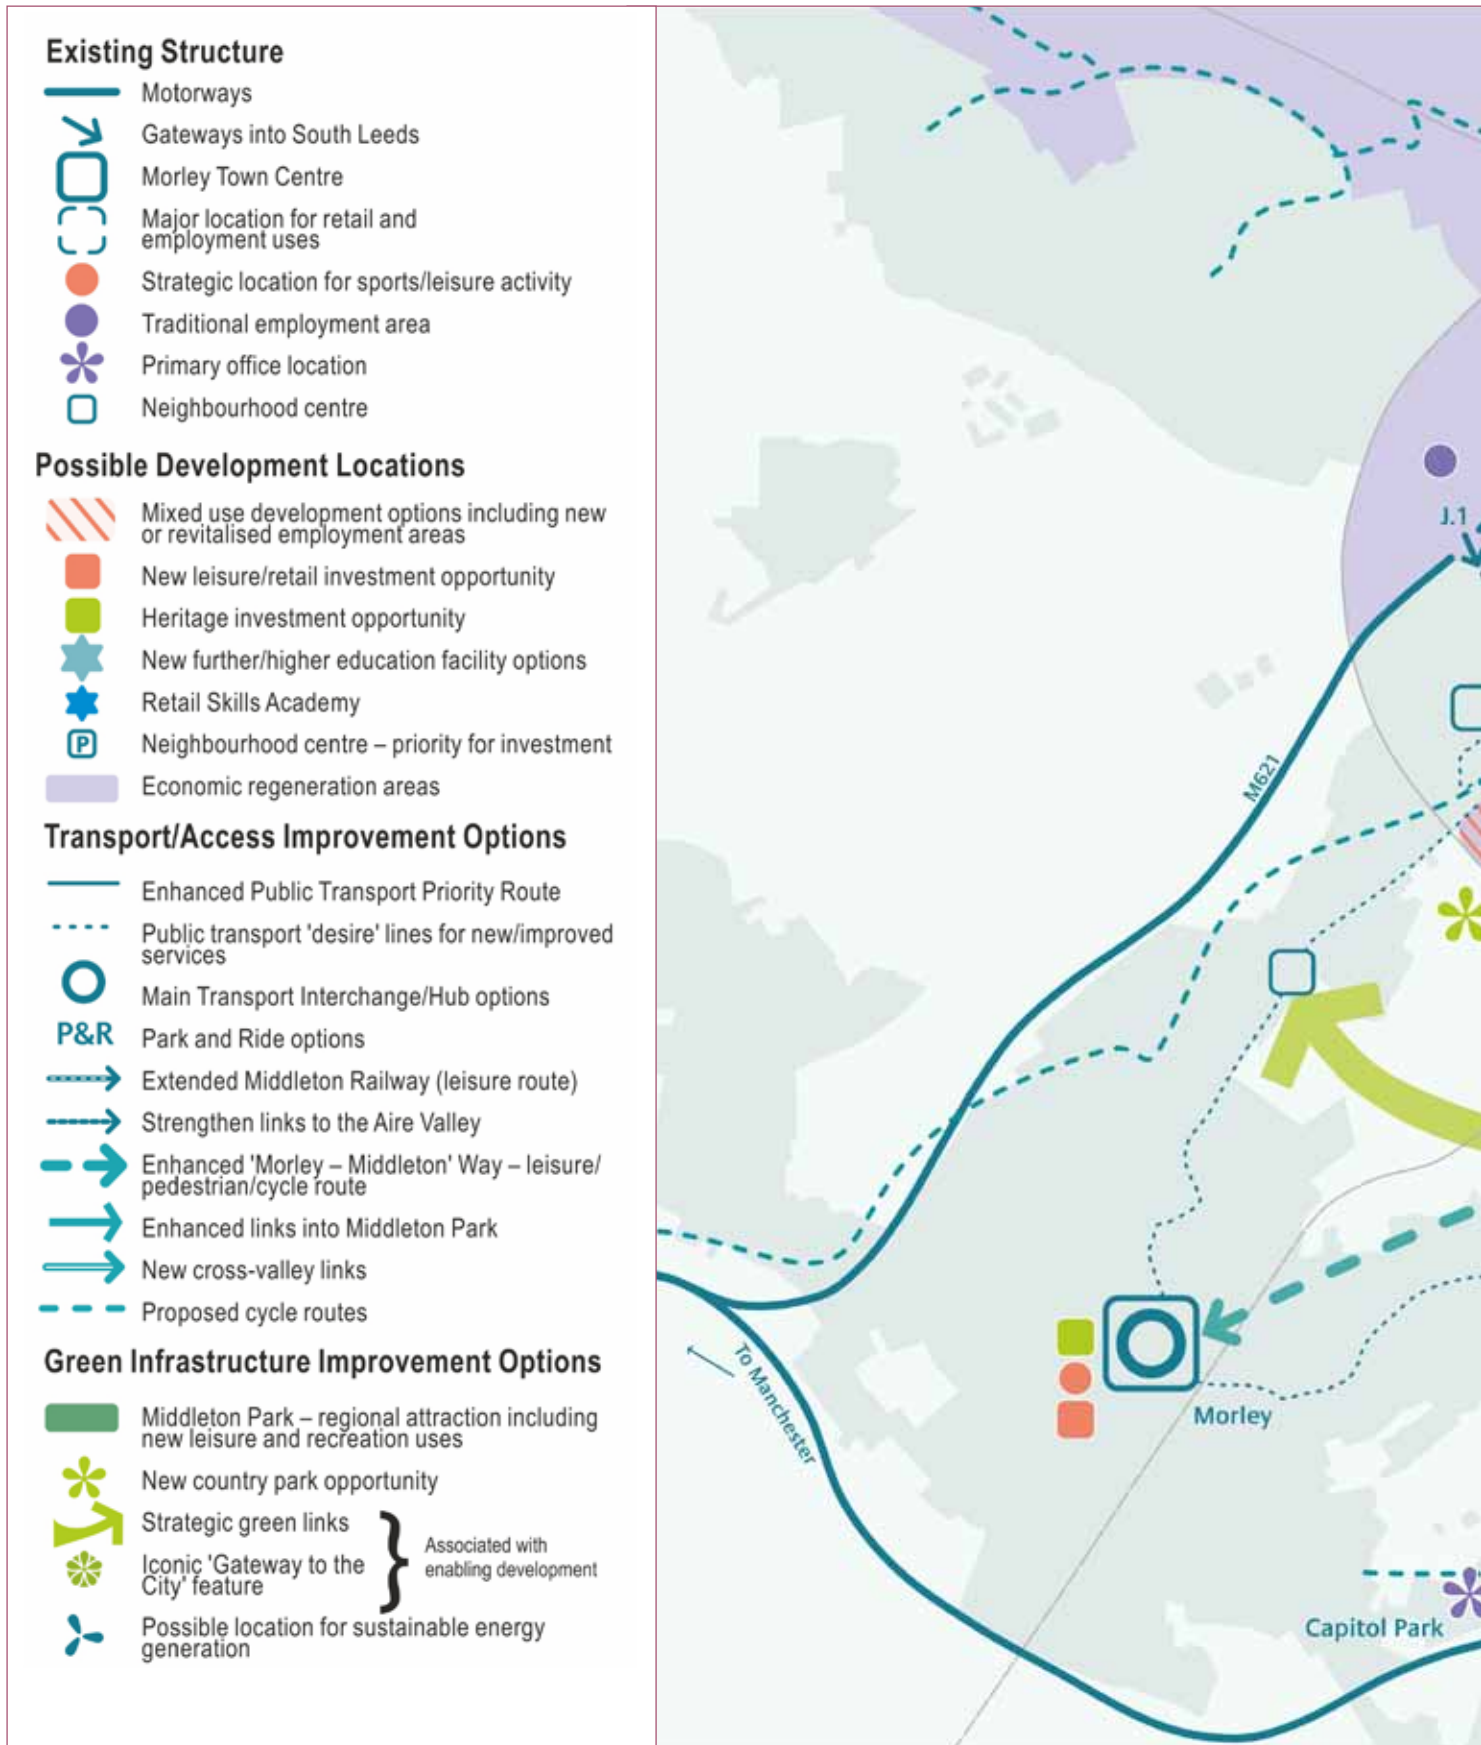 Existing Structure
Motorways
Gateways into South Leeds
Morley Town Centre
Major location for retail and
employment uses
Strategic location for sports/leisure activity
Traditional employment area
Primary office location
Neighbourhood centre
Possible Development Locations
Mixed use development options including new
or revitalised employment areas
New leisure/retail investment opportunity
Heritage investment opportunity
New further/higher education facility options
Retail Skills Academy
P
Neighbourhood centre – priority for investment
Economic regeneration areas
Transport/Access Improvement Options
Enhanced Public Transport Priority Route
Public transport 'desire' lines for new/improved
services
Main Transport Interchange/Hub options
P&R
Park and Ride options
Extended Middleton Railway (leisure route)
Strengthen links to the Aire Valley
Enhanced 'Morley – Middleton' Way – leisure/
pedestrian/cycle route
Enhanced links into Middleton Park
New cross-valley links
Proposed cycle routes
Green Infrastructure Improvement Options
Middleton Park – regional attraction including
new leisure and recreation uses
New country park opportunity
Strategic green links
Iconic 'Gateway to the
City' feature
Associated with
enabling development
Possible location for sustainable energy
generation
J.1
M621
To Manchester
Morley
Capitol Park